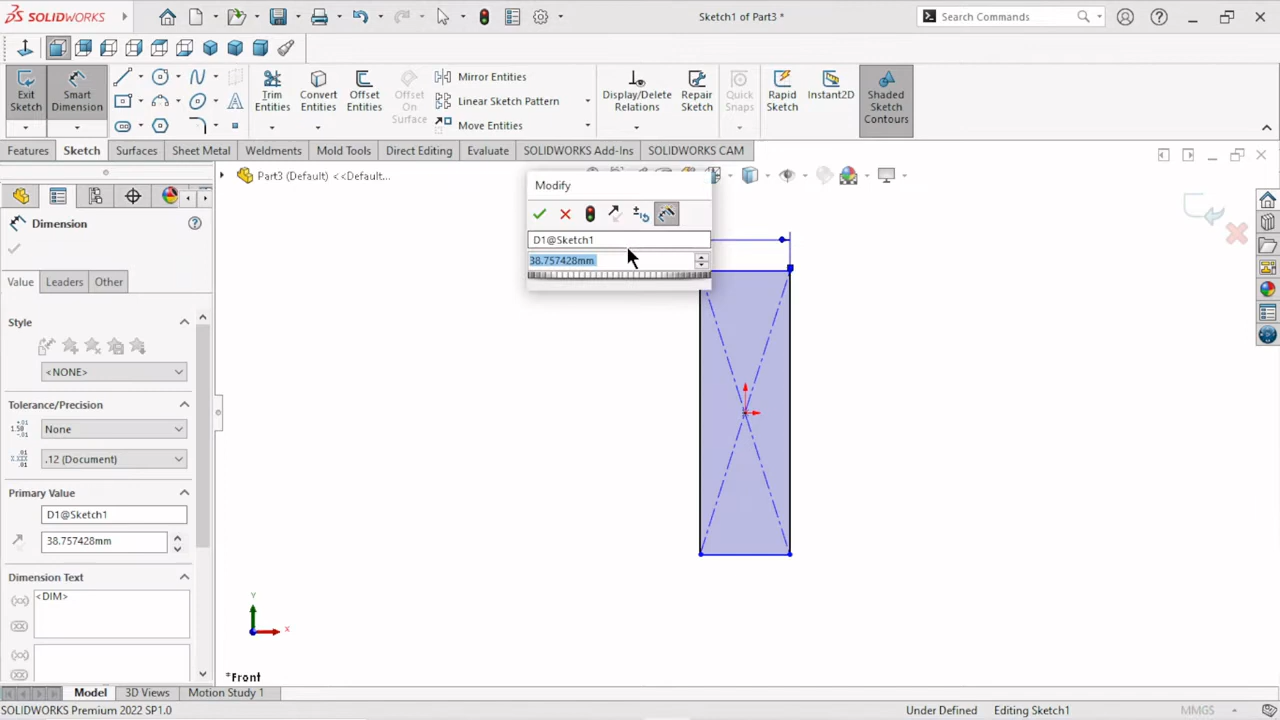 SOLIDWORKS
Sketch1 of Part3 *
Search Commands
Exit Sketch
Smart Dimension
Trim Entities
Convert Entities
Offset Entities
Offset On Surface
Mirror Entities
Linear Sketch Pattern
Move Entities
Display/Delete Relations
Repair Sketch
Quick Snaps
Rapid Sketch
Instant2D
Shaded Sketch Contours
Features Sketch Surfaces Sheet Metal Weldments Mold Tools Direct Editing Evaluate SOLIDWORKS Add-Ins SOLIDWORKS CAM
Part3 (Default) <<Default...
Modify
D1@Sketch1
38.757428mm
Dimension
Value Leaders Other
Style
<NONE>
Tolerance/Precision
None
.12 (Document)
Primary Value
D1@Sketch1
38.757428mm
Dimension Text
<DIM>
Y
X
*Front
Model 3D Views Motion Study 1
SOLIDWORKS Premium 2022 SP1.0
Under Defined Editing Sketch1 MMGS